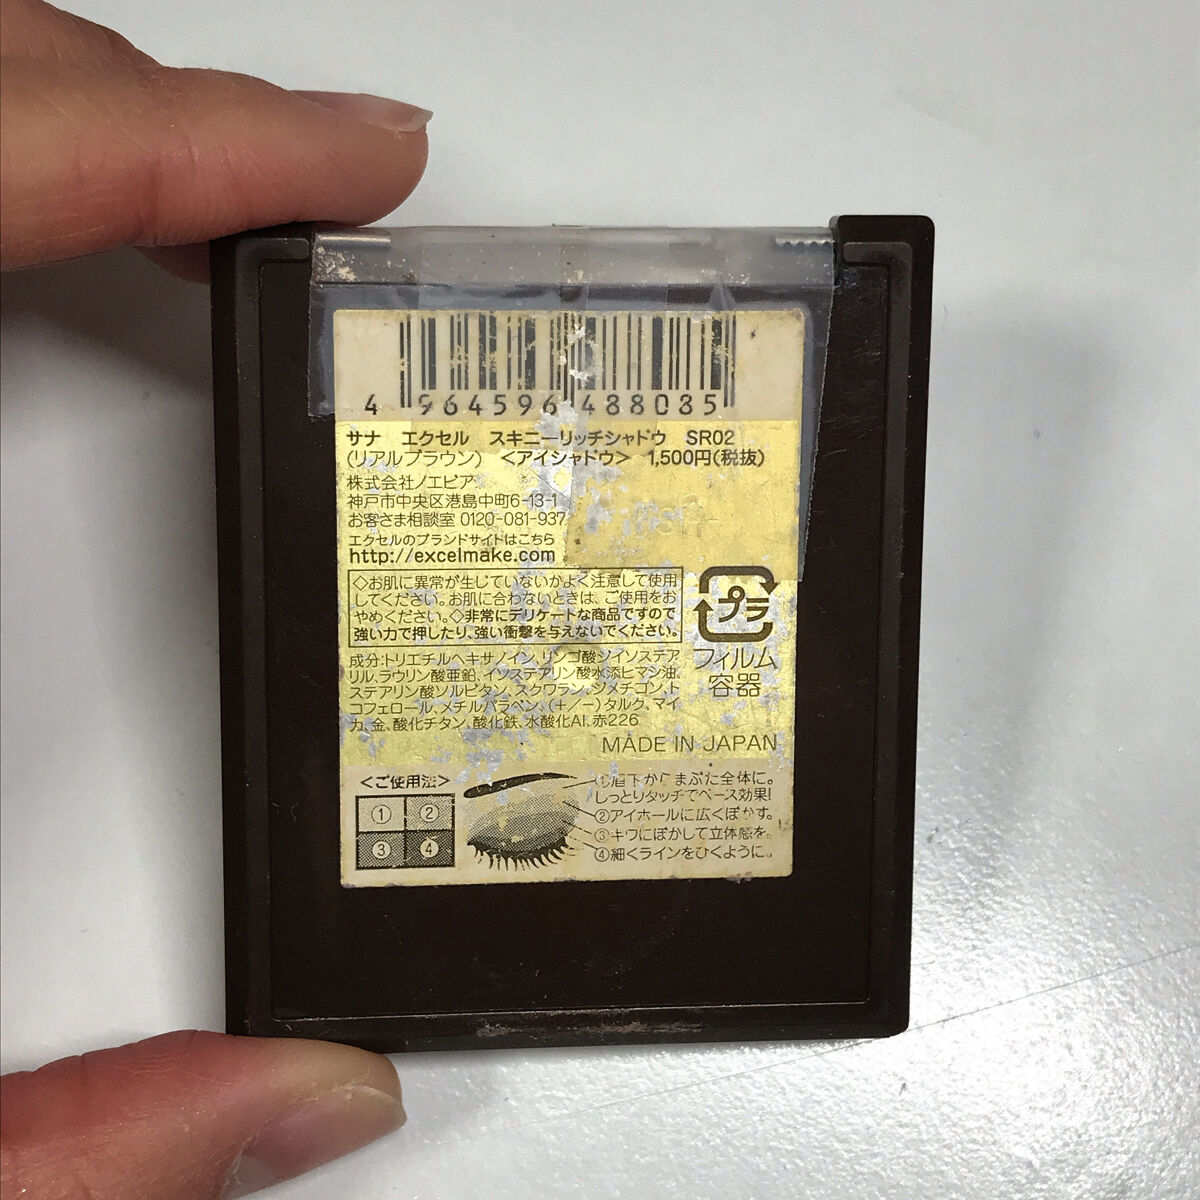 4 964596 488085
サナ エクセル スキニーリッチシャドウ SR02
(リアルブラウン) <アイシャドウ> 1,500円(税抜)
株式会社ノエビア
神戸市中央区港島中町6-13-1
お客さま相談室 0120-081-937
エクセルのブランドサイトはこちら
http://excelmake.com
◇お肌に異常が生じていないかよく注意して使用
してください。お肌に合わないときは、ご使用をお
やめください。◇非常にデリケートな商品ですので
強い力で押したり、強い衝撃を与えないでください。
プラ
フィルム
容器
成分:トリエチルヘキサノイン、リンゴ酸ジイソステア
リル、ラウリン酸亜鉛、イソステアリン酸水添ヒマシ油、
ステアリン酸ソルビタン、スクワラン、ジメチコン、ト
コフェロール、メチルパラベン、(+/-)タルク、マイ
カ、金、酸化チタン、酸化鉄、水酸化Al、赤226
MADE IN JAPAN
<ご使用法>
① ②
③ ④
①眉下からまぶた全体に。
しっとりタッチでベース効果!
②アイホールに広くぼかす。
③キワにぼかして立体感を。
④細くラインをひくように。